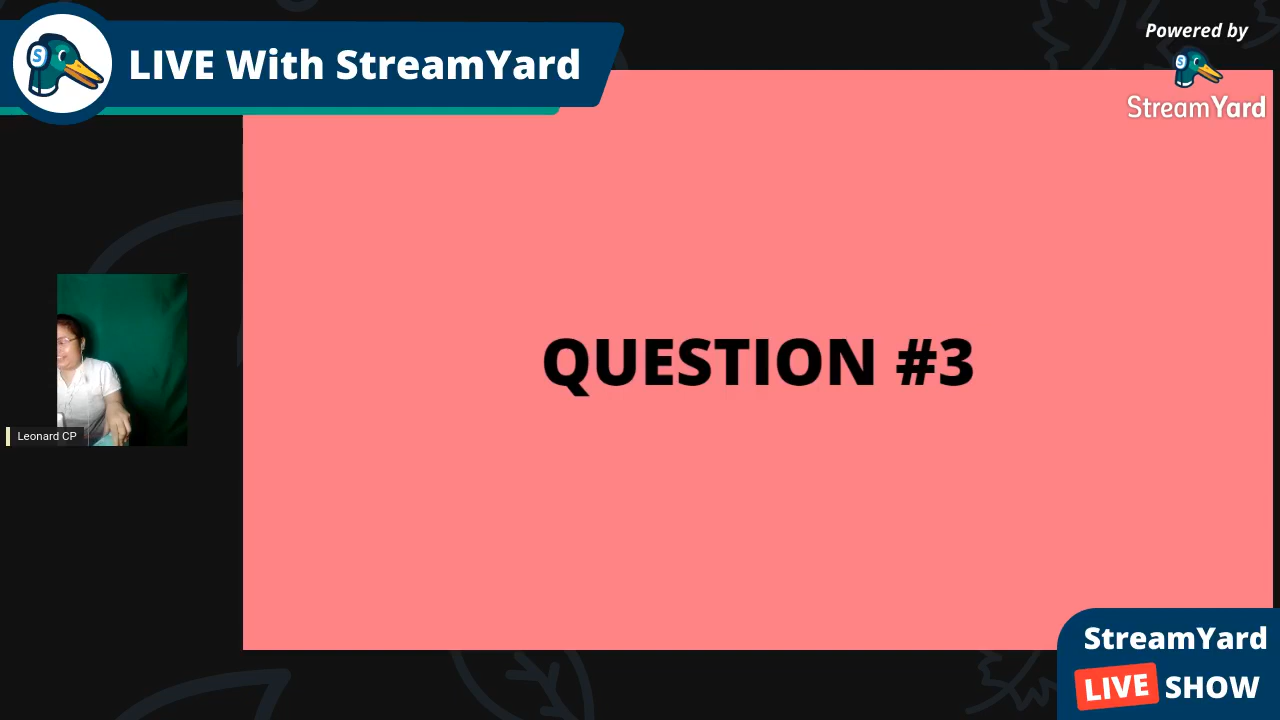 LIVE With StreamYard
Powered by
StreamYard
QUESTION #3
Leonard CP
StreamYard
LIVE SHOW